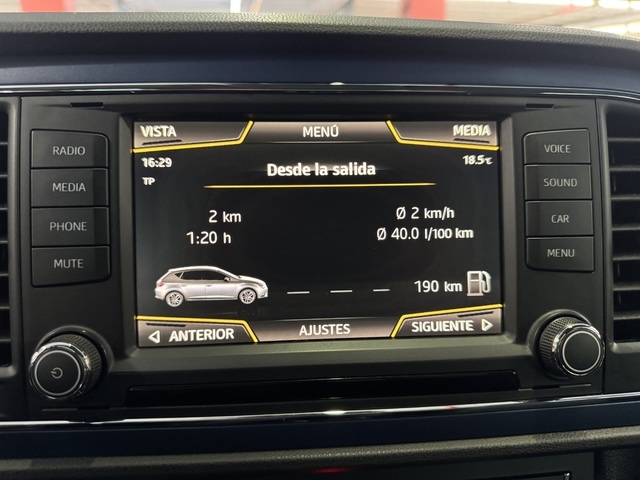 RADIO
MEDIA
PHONE
MUTE
VISTA MENÚ MEDIA
16:29 Desde la salida 18.5°C
TP
2 km Ø 2 km/h
1:20 h Ø 40.0 l/100 km
190 km
ANTERIOR AJUSTES SIGUIENTE
VOICE
SOUND
CAR
MENU